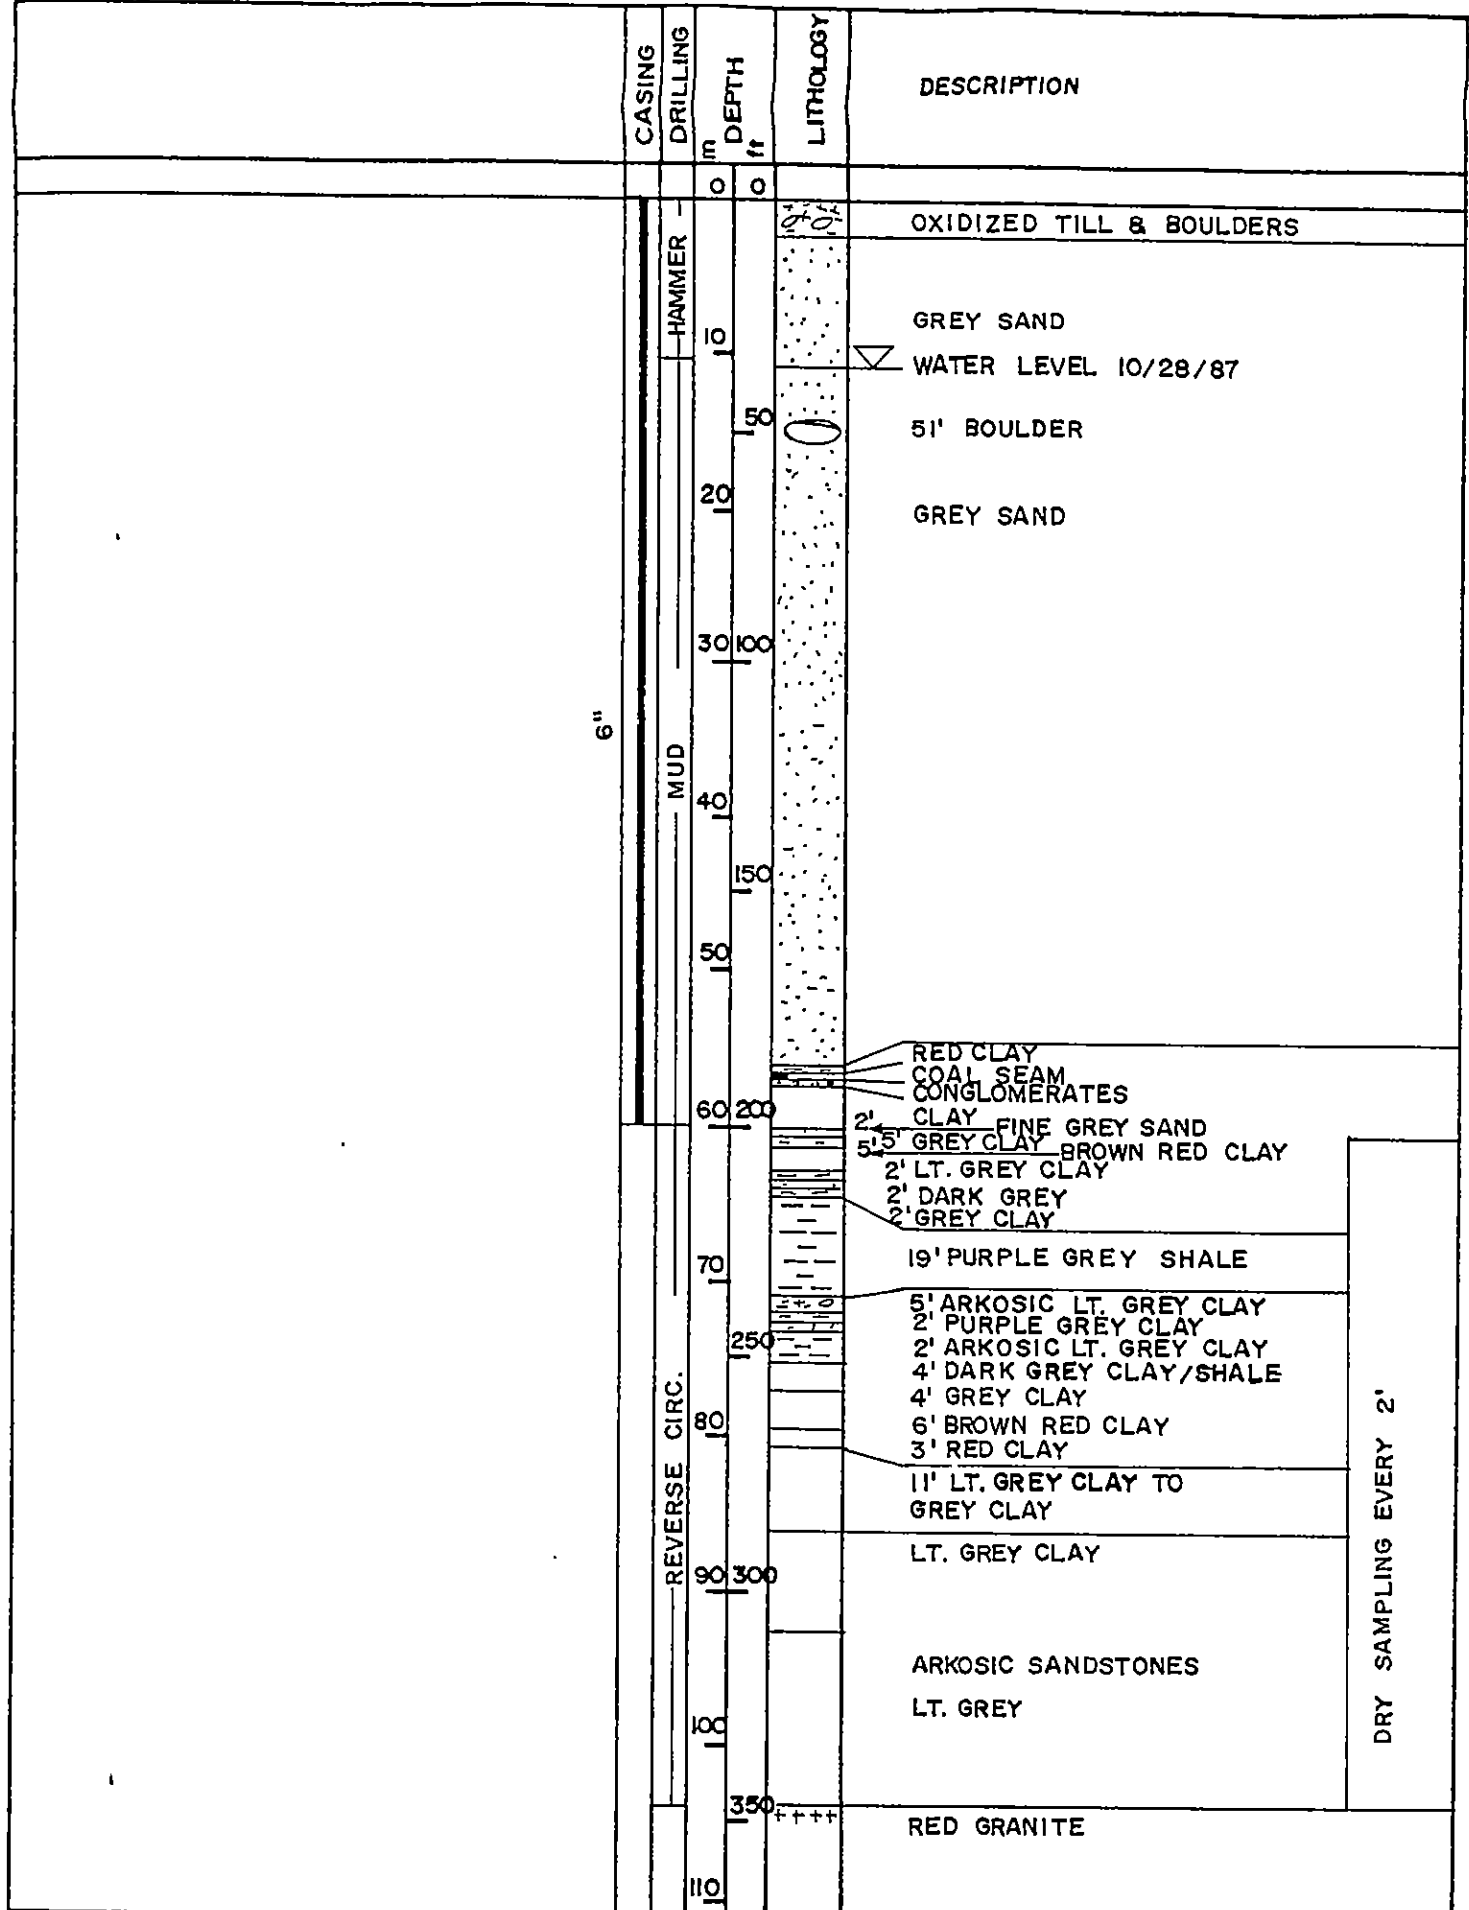 CASING
DRILLING
DEPTH
m
ft
LITHOLOGY
DESCRIPTION
0 0
OXIDIZED TILL & BOULDERS
HAMMER
GREY SAND
10
WATER LEVEL 10/28/87
50
51' BOULDER
20
GREY SAND
30 100
6"
MUD
40
150
50
RED CLAY
COAL SEAM
CONGLOMERATES
60 200
2' CLAY FINE GREY SAND
5' 5' GREY CLAY BROWN RED CLAY
2' LT. GREY CLAY
2' DARK GREY
2' GREY CLAY
70
19' PURPLE GREY SHALE
5' ARKOSIC LT. GREY CLAY
2' PURPLE GREY CLAY
250
2' ARKOSIC LT. GREY CLAY
4' DARK GREY CLAY/SHALE
4' GREY CLAY
80
6' BROWN RED CLAY
3' RED CLAY
REVERSE CIRC.
11' LT. GREY CLAY TO
GREY CLAY
LT. GREY CLAY
90 300
DRY SAMPLING EVERY 2'
ARKOSIC SANDSTONES
LT. GREY
100
350
RED GRANITE
110